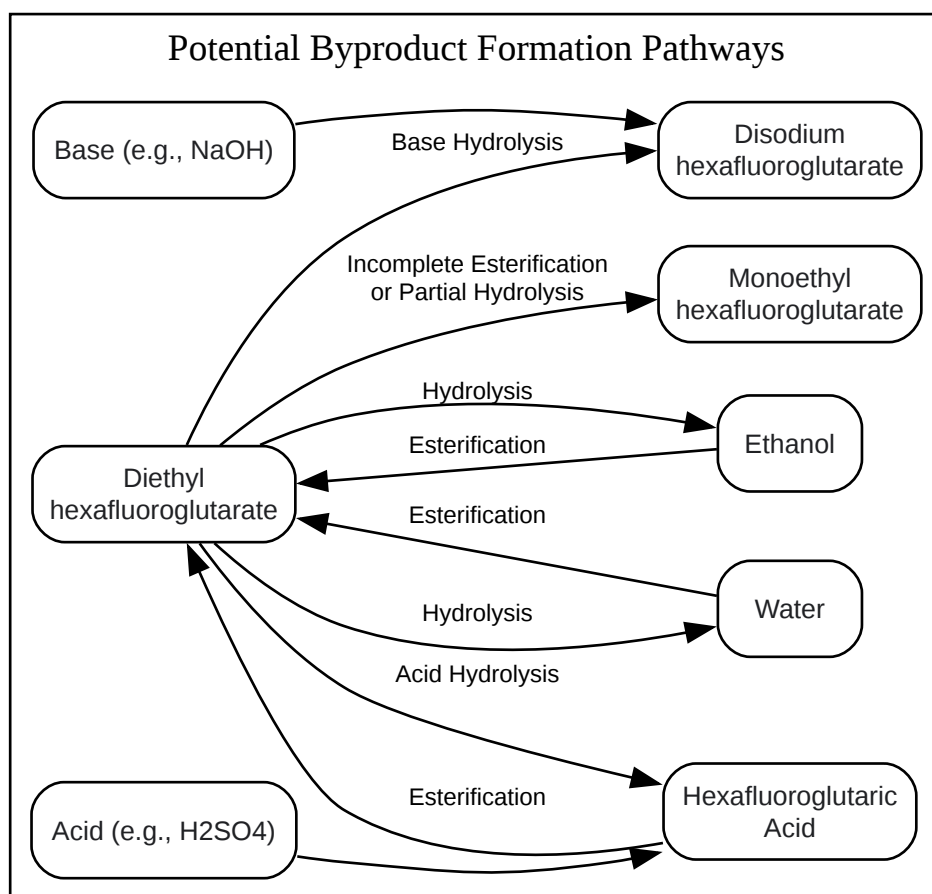 Potential Byproduct Formation Pathways
Base (e.g., NaOH)
Base Hydrolysis
Disodium
hexafluoroglutarate
Incomplete Esterification
or Partial Hydrolysis
Monoethyl
hexafluoroglutarate
Hydrolysis
Esterification
Ethanol
Diethyl
hexafluoroglutarate
Esterification
Hydrolysis
Water
Acid Hydrolysis
Esterification
Hexafluoroglutaric
Acid
Acid (e.g., H2SO4)